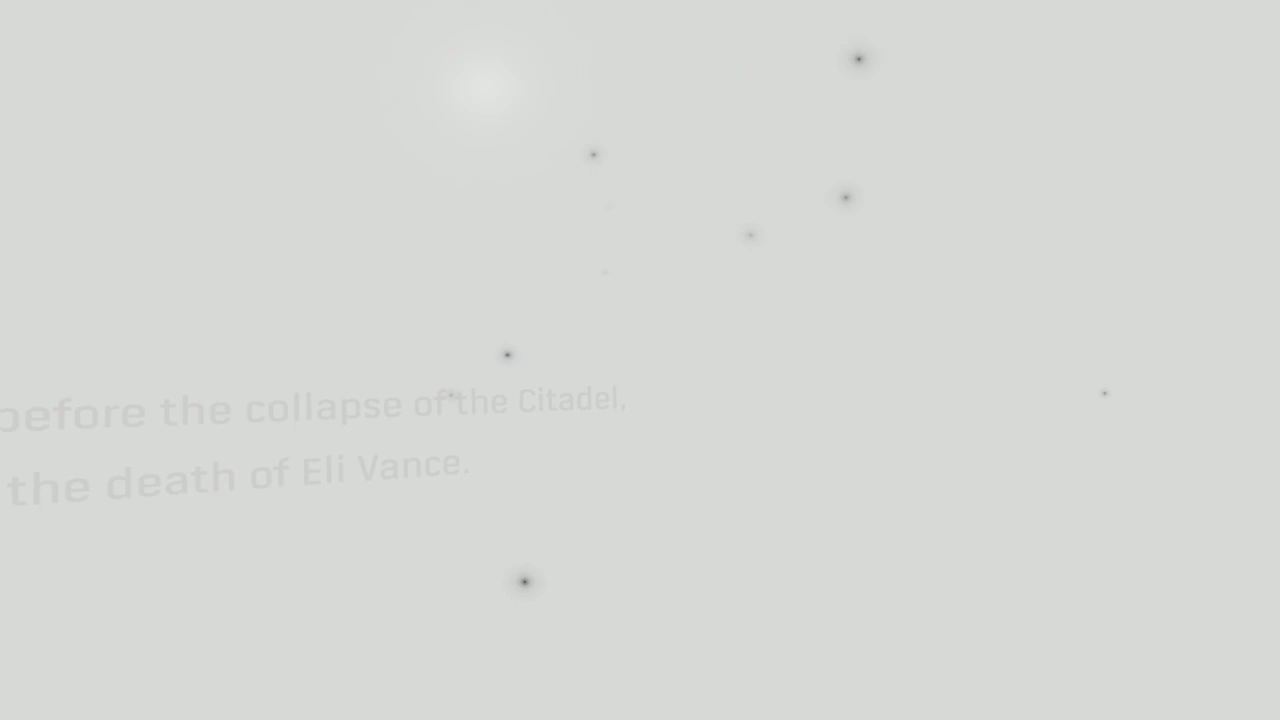 before the collapse of the Citadel,
the death of Eli Vance.